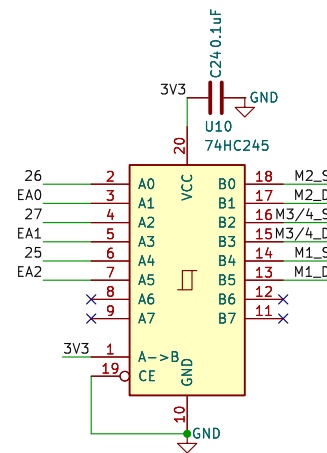 C24 0.1uF
3V3
GND
U10
74HC245
20
VCC
26 2 A0 B0 18 M2_S
EA0 3 A1 B1 17 M2_D
27 4 A2 B2 16 M3/4_S
EA1 5 A3 B3 15 M3/4_D
25 6 A4 B4 14 M1_S
EA2 7 A5 B5 13 M1_D
8 A6 B6 12
9 A7 B7 11
3V3 1 A->B
19 CE
GND
10
GND